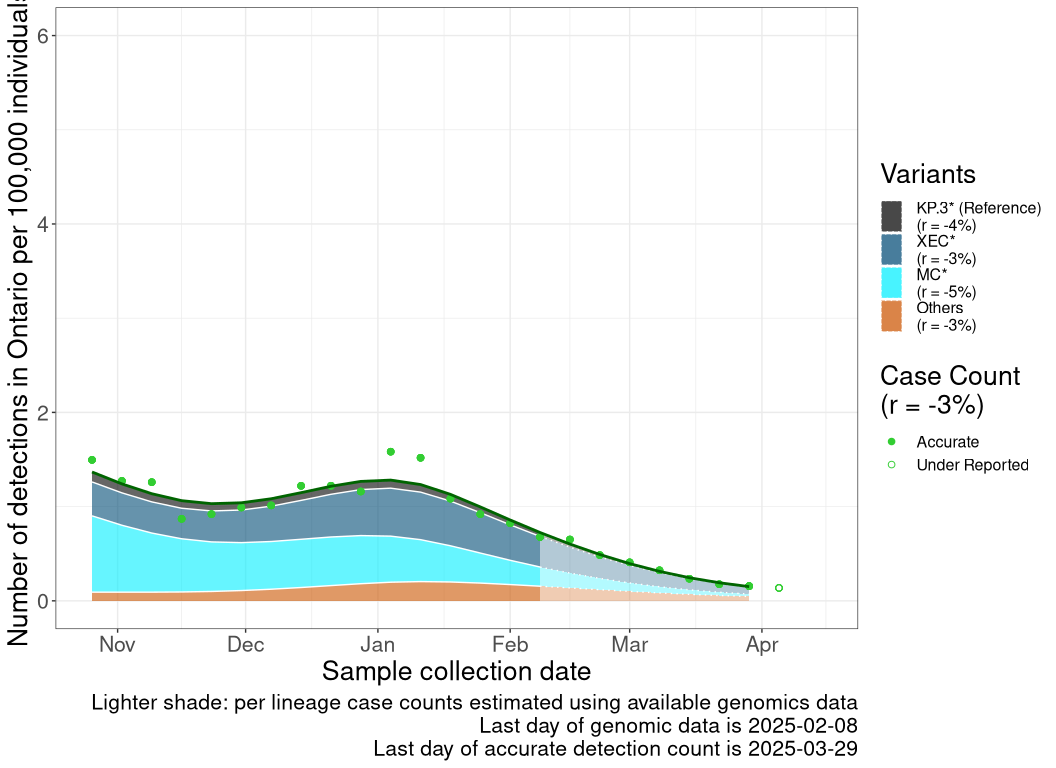 Number of detections in Ontario per 100,000 individuals
6
4
2
0
Nov
Dec
Jan
Feb
Mar
Apr
Sample collection date
Lighter shade: per lineage case counts estimated using available genomics data
Last day of genomic data is 2025-02-08
Last day of accurate detection count is 2025-03-29
Variants
KP.3* (Reference)
(r = -4%)
XEC*
(r = -3%)
MC*
(r = -5%)
Others
(r = -3%)
Case Count
(r = -3%)
Accurate
Under Reported